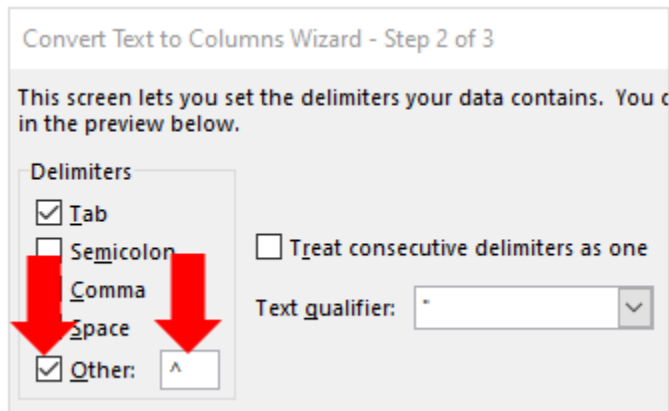 Convert Text to Columns Wizard - Step 2 of 3
This screen lets you set the delimiters your data contains. You c
in the preview below.
Delimiters
Tab
Semicolon
Treat consecutive delimiters as one
Comma
Text qualifier: "
Space
Other: ^